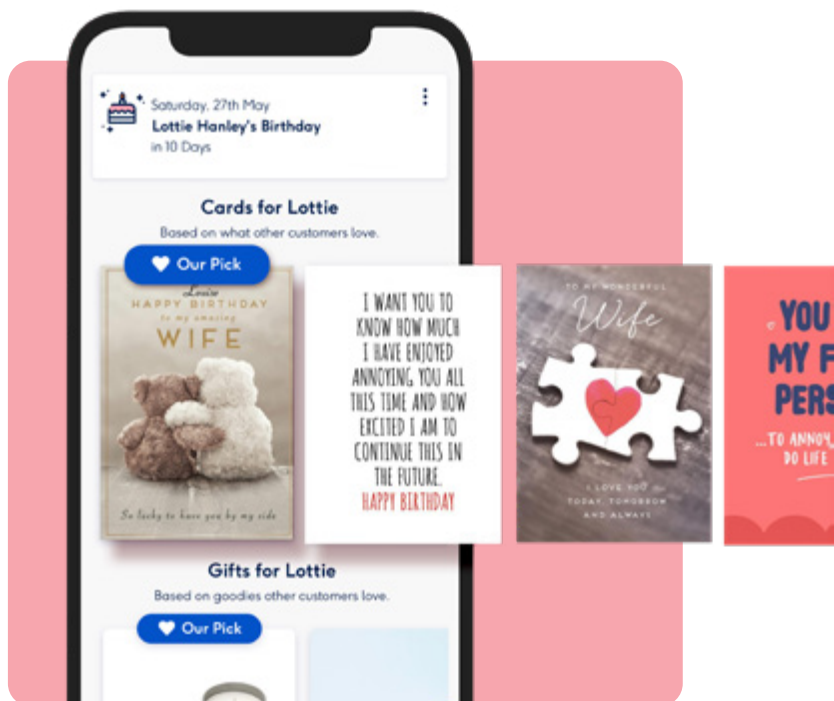 Saturday, 27th May
Lottie Hanley's Birthday
in 10 Days
Cards for Lottie
Based on what other customers love.
Our Pick
Louise
HAPPY BIRTHDAY
to my amazing
WIFE
So lucky to have you by my side
I WANT YOU TO
KNOW HOW MUCH
I HAVE ENJOYED
ANNOYING YOU ALL
THIS TIME AND HOW
EXCITED I AM TO
CONTINUE THIS IN
THE FUTURE.
HAPPY BIRTHDAY
TO MY WONDERFUL
Wife
I LOVE YOU
TODAY, TOMORROW
AND ALWAYS
YOU
MY F
PERS
...TO ANNOY,
DO LIFE
Gifts for Lottie
Based on goodies other customers love.
Our Pick